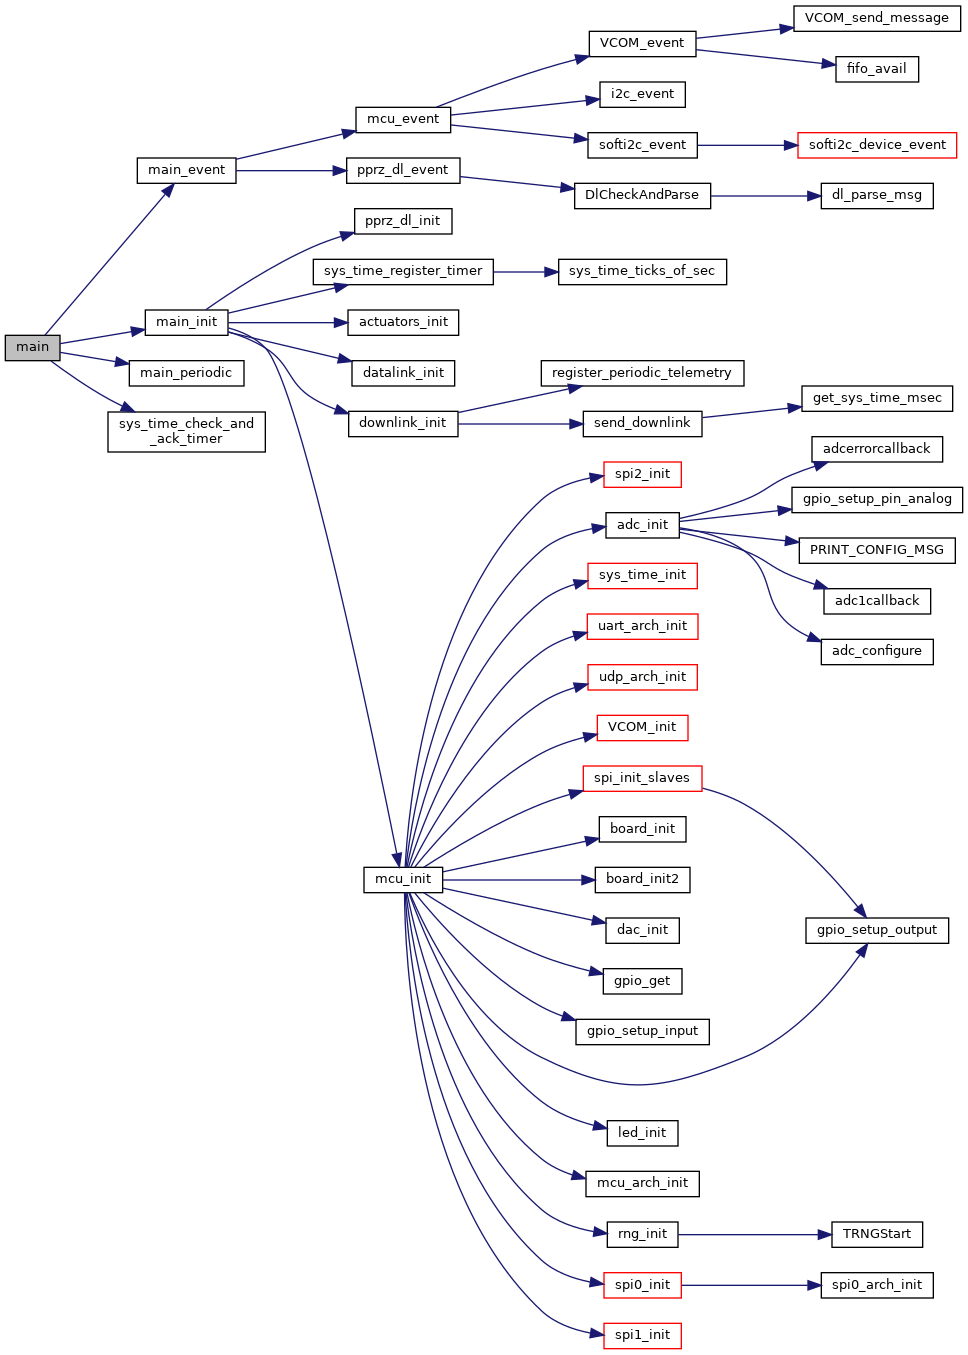 VCOM_send_message
VCOM_event
fifo_avail
i2c_event
mcu_event
softi2c_event
softi2c_device_event
main_event
pprz_dl_event
DlCheckAndParse
dl_parse_msg
pprz_dl_init
sys_time_register_timer
sys_time_ticks_of_sec
main_init
actuators_init
main
main_periodic
datalink_init
register_periodic_telemetry
get_sys_time_msec
sys_time_check_and
_ack_timer
downlink_init
send_downlink
adcerrorcallback
spi2_init
gpio_setup_pin_analog
adc_init
PRINT_CONFIG_MSG
sys_time_init
adc1callback
uart_arch_init
adc_configure
udp_arch_init
VCOM_init
spi_init_slaves
board_init
mcu_init
board_init2
dac_init
gpio_setup_output
gpio_get
gpio_setup_input
led_init
mcu_arch_init
rng_init
TRNGStart
spi0_init
spi0_arch_init
spi1_init